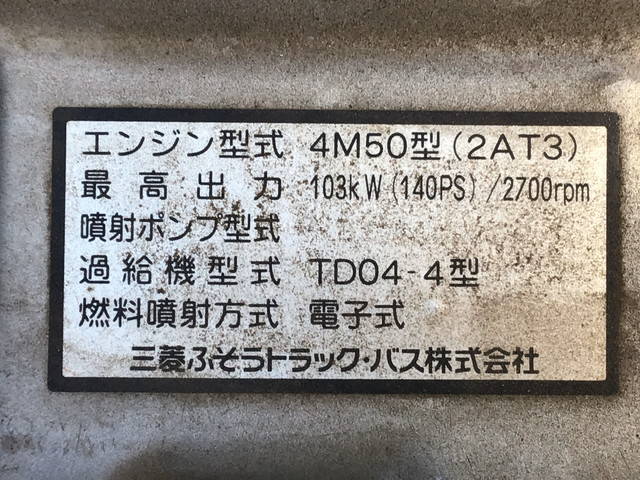 エンジン型式 4M50型(2AT3)
最高出力 103kW(140PS)/2700rpm
噴射ポンプ型式
過給機型式 TD04-4型
燃料噴射方式 電子式
三菱ふそうトラック・バス株式会社